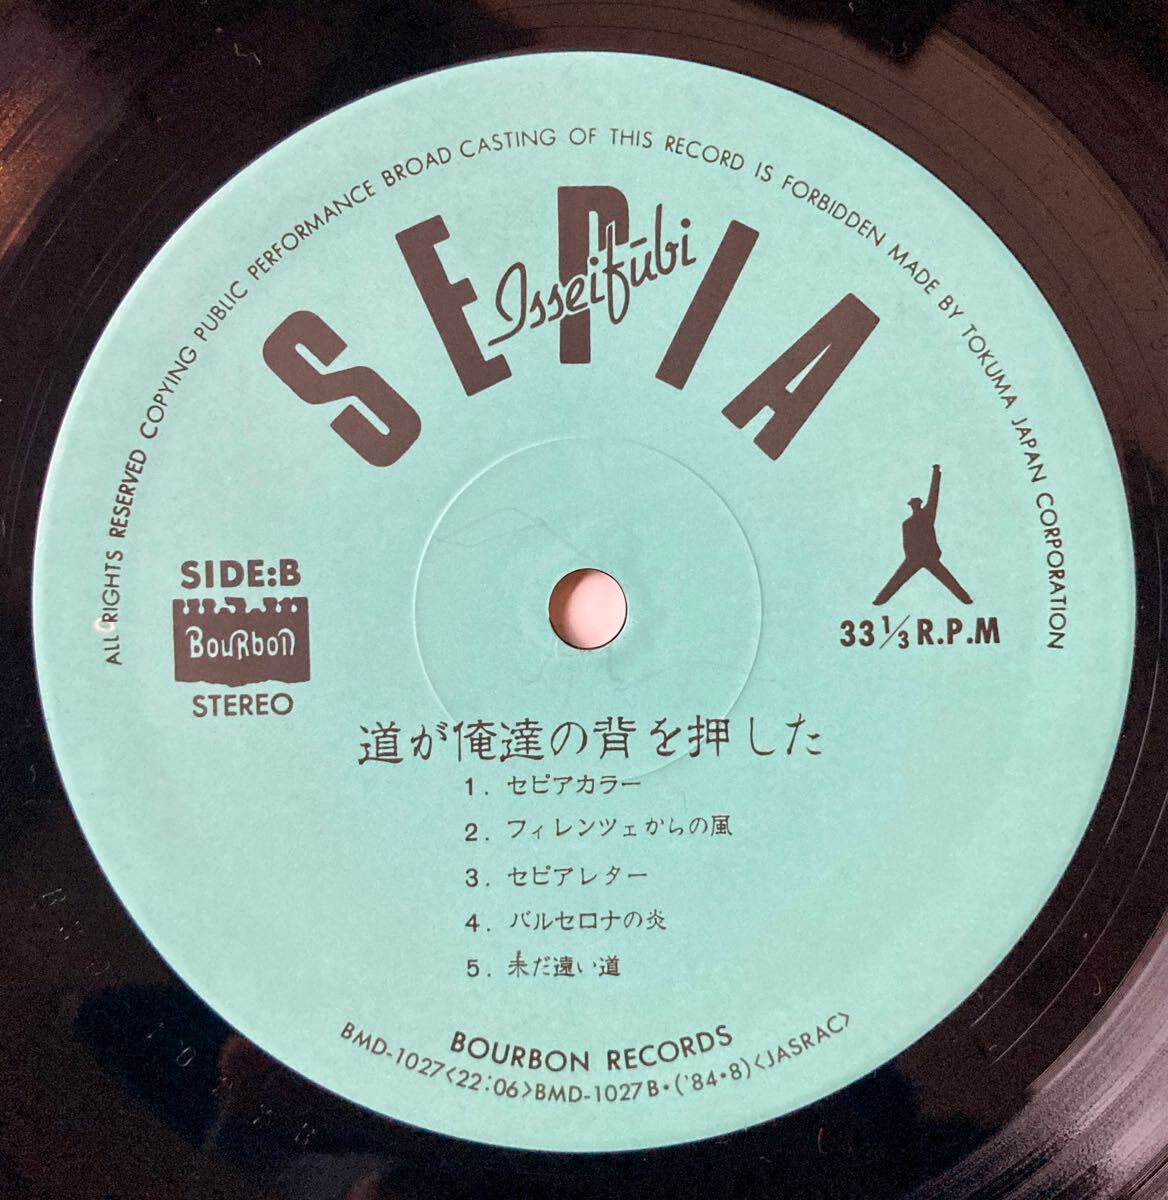 ALL RIGHTS RESERVED COPYING PUBLIC PERFORMANCE BROAD CASTING OF THIS RECORD IS FORBIDDEN MADE BY TOKUMA JAPAN CORPORATION
SEPIA
Isseifūbi
SIDE:B
BouRbon
STEREO
33 1/3 R.P.M
道が俺達の背を押した
1. セピアカラー
2. フィレンツェからの風
3. セピアレター
4. バルセロナの炎
5. 未だ遠い道
BOURBON RECORDS
BMD-1027<22:06>BMD-1027B•('84•8)<JASRAC>